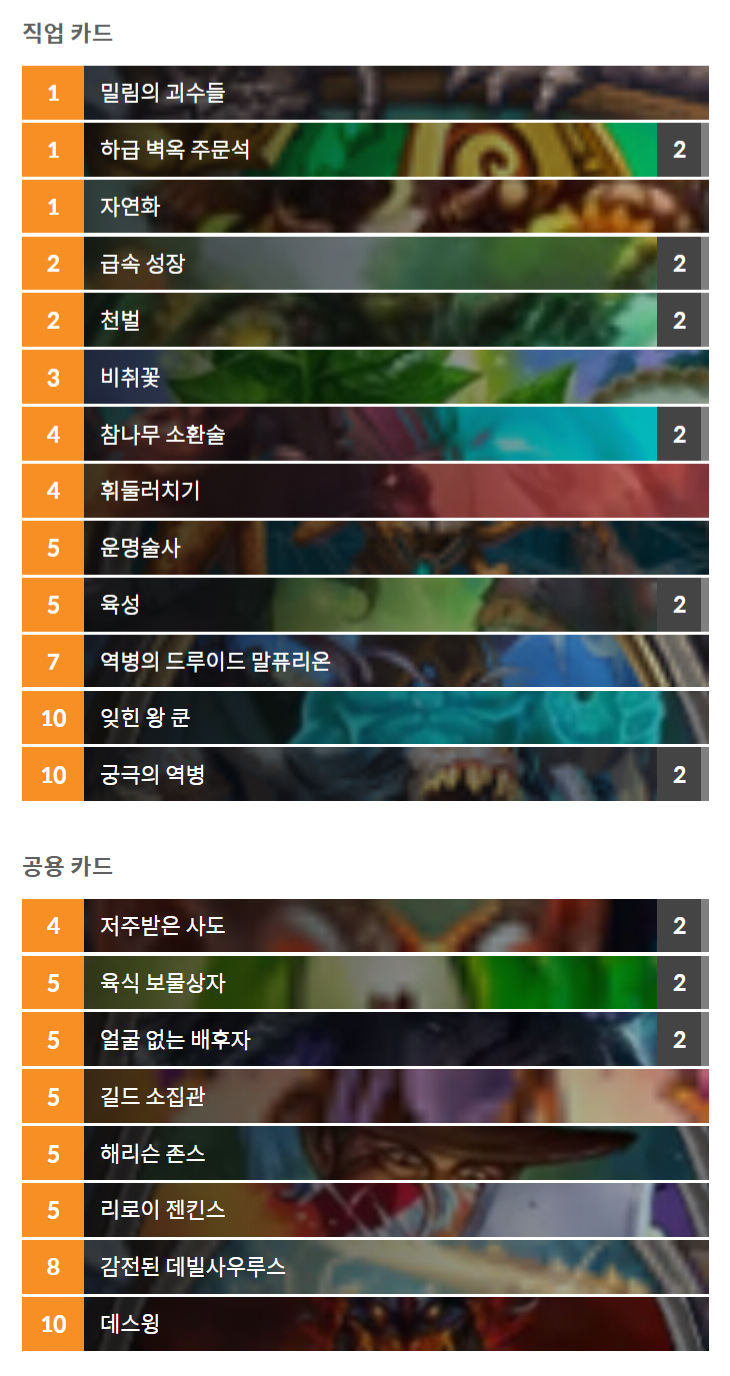 직업 카드
1 밀림의 괴수들
1 하급 벽옥 주문석 2
1 자연화
2 급속 성장 2
2 천벌 2
3 비취꽃
4 참나무 소환술 2
4 휘둘러치기
5 운명술사
5 육성 2
7 역병의 드루이드 말퓨리온
10 잊힌 왕 쿤
10 궁극의 역병 2
공용 카드
4 저주받은 사도 2
5 육식 보물상자 2
5 얼굴 없는 배후자 2
5 길드 소집관
5 해리슨 존스
5 리로이 젠킨스
8 감전된 데빌사우루스
10 데스윙